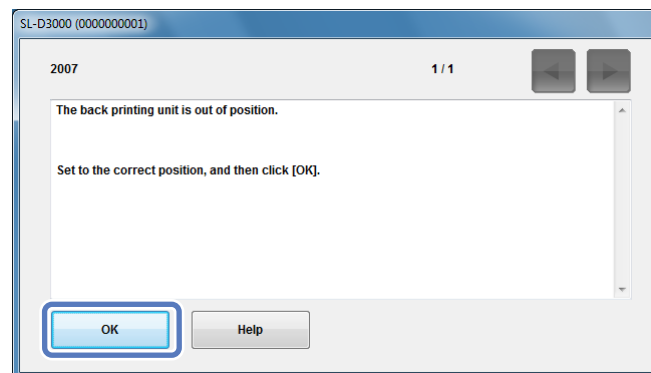 SL-D3000 (0000000001)
2007 1 / 1
The back printing unit is out of position.
Set to the correct position, and then click [OK].
OK Help